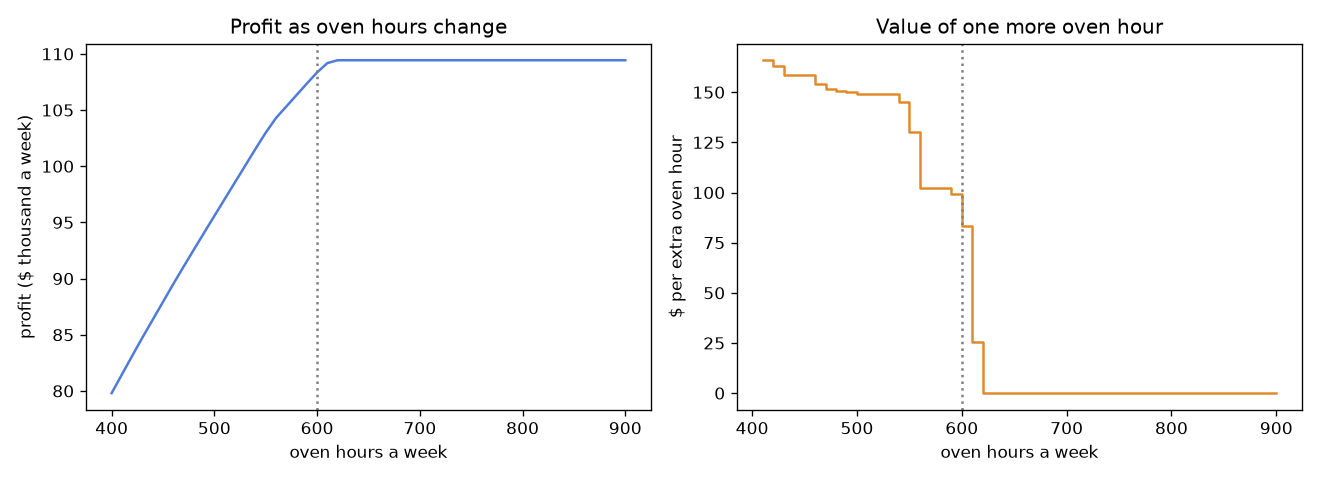 Profit as oven hours change
profit ($ thousand a week)
110
105
100
95
90
85
80
400 500 600 700 800 900
oven hours a week
Value of one more oven hour
$ per extra oven hour
150
125
100
75
50
25
0
400 500 600 700 800 900
oven hours a week